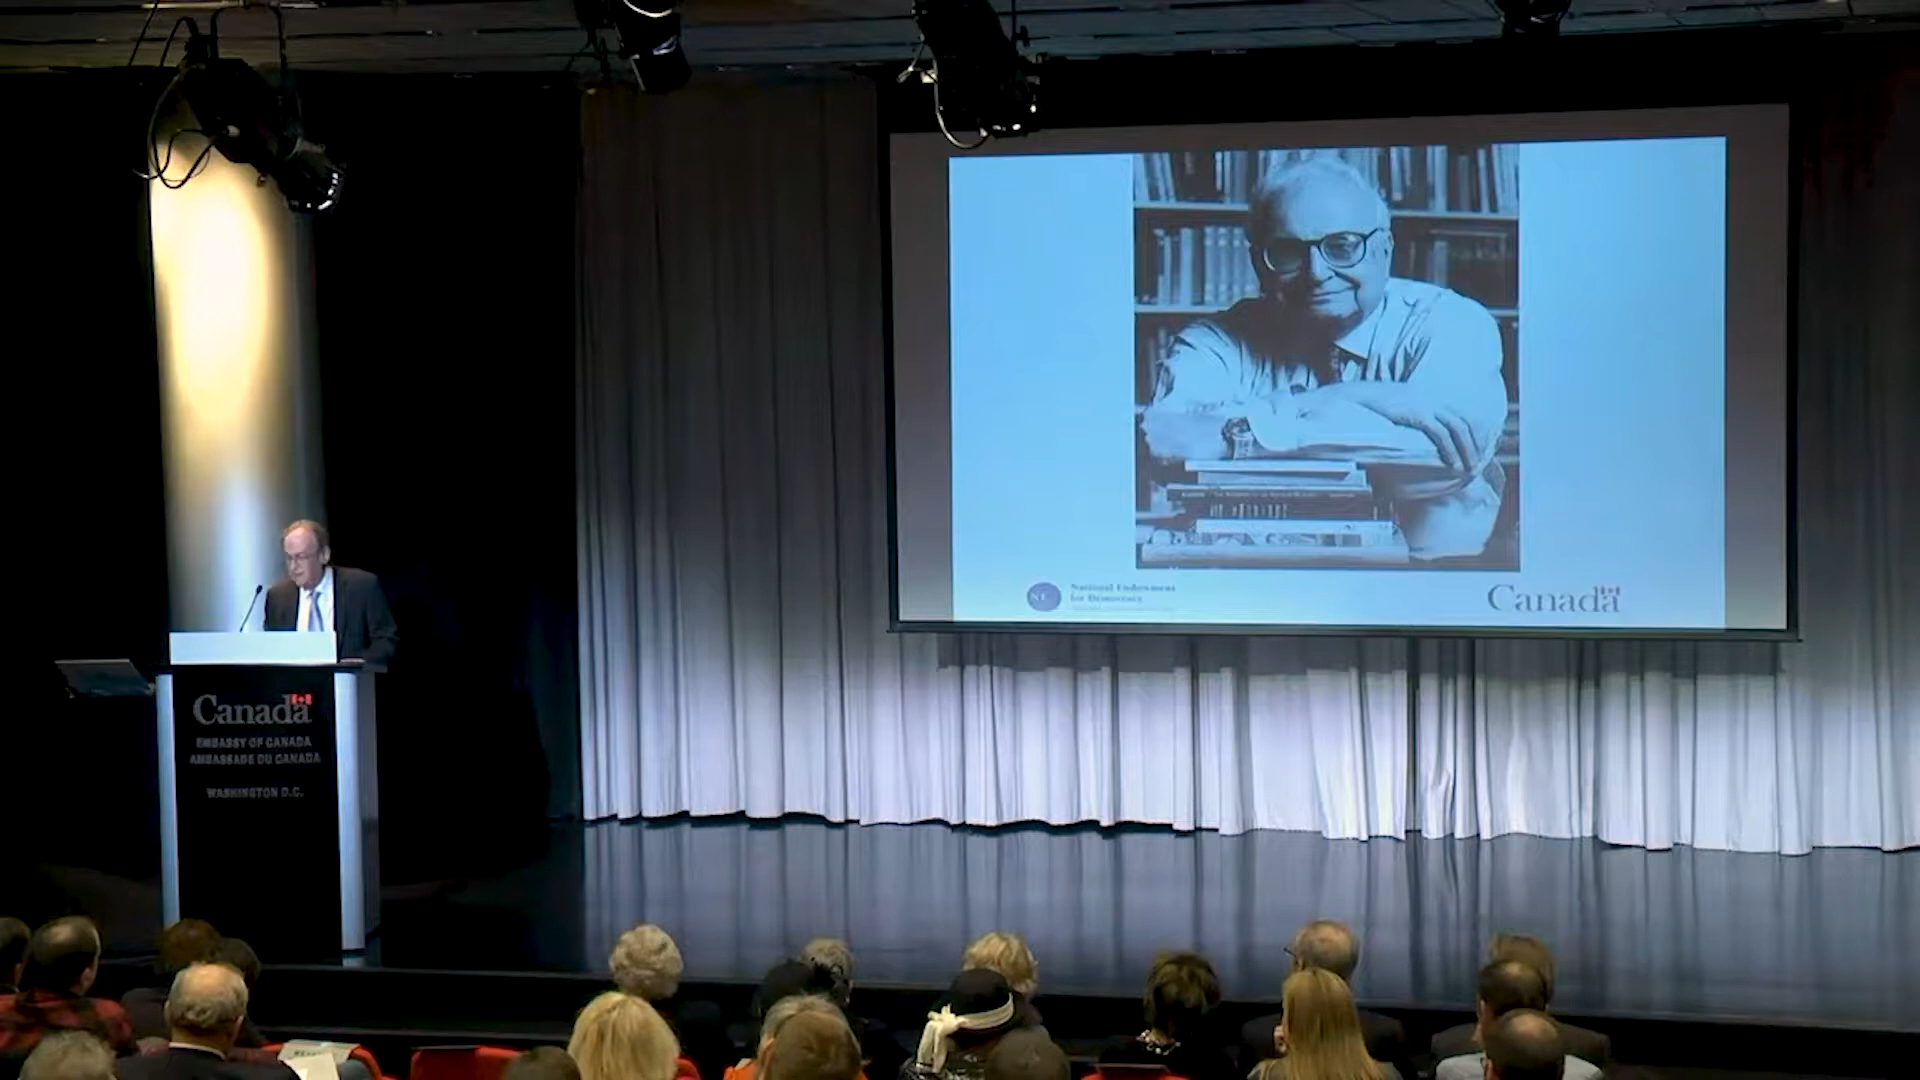 National Endowment
for Democracy
Canada
Canada
EMBASSY OF CANADA
AMBASSADE DU CANADA
WASHINGTON D.C.